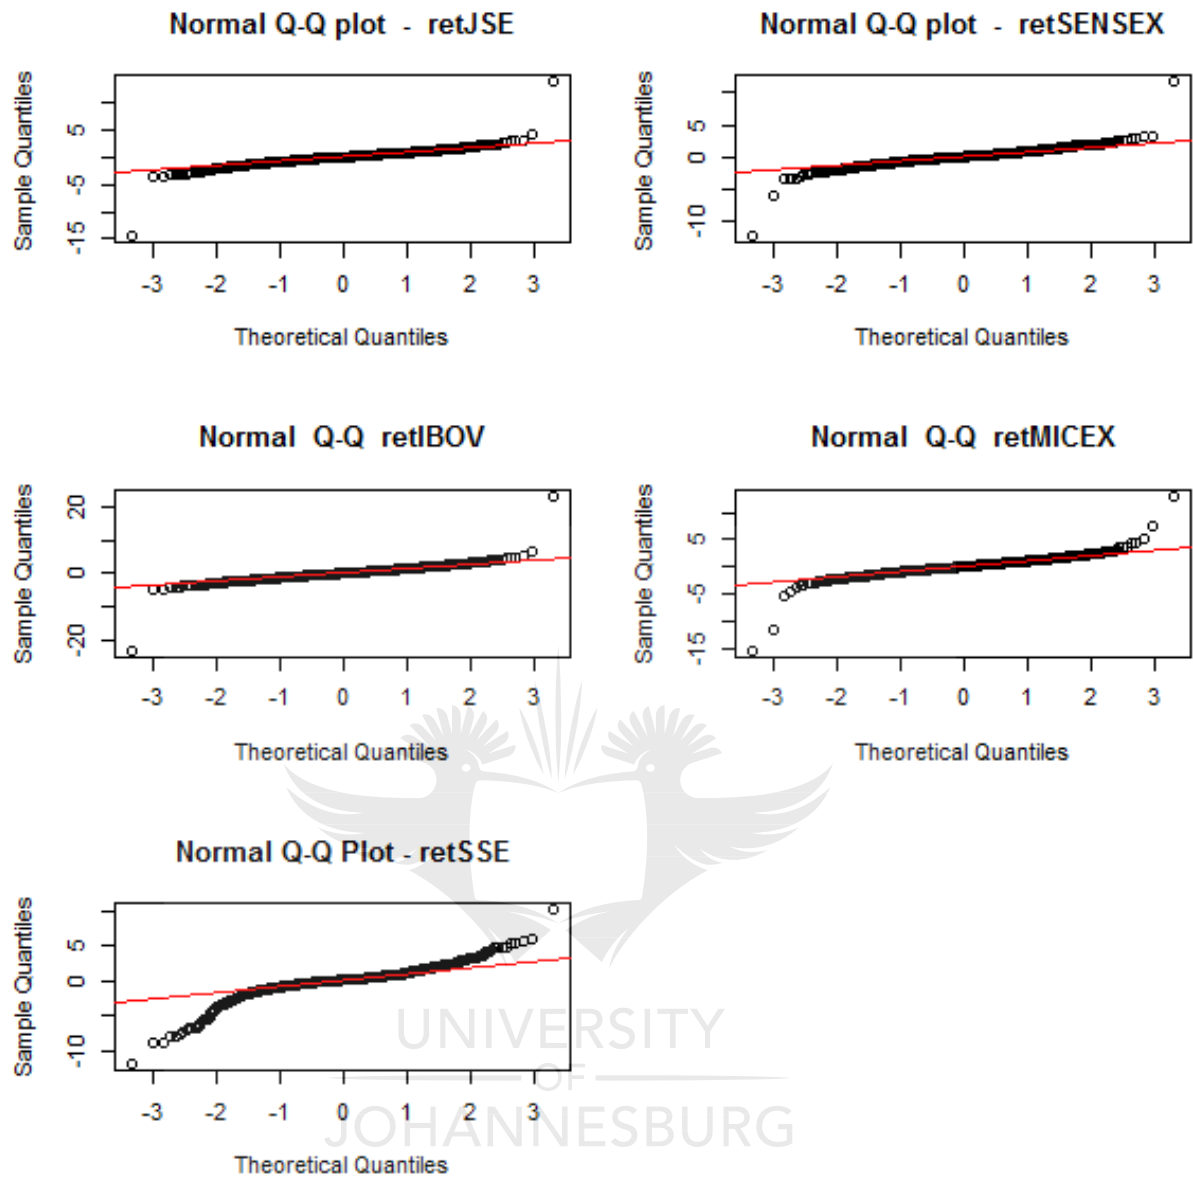 Normal Q-Q plot - retJSE
Sample Quantiles
5
-5
-15
-3 -2 -1 0 1 2 3
Theoretical Quantiles
Normal Q-Q plot - retSENSEX
Sample Quantiles
5
0
-10
-3 -2 -1 0 1 2 3
Theoretical Quantiles
Normal Q-Q retIBOV
Sample Quantiles
20
0
-20
-3 -2 -1 0 1 2 3
Theoretical Quantiles
Normal Q-Q retMICEX
Sample Quantiles
5
-5
-15
-3 -2 -1 0 1 2 3
Theoretical Quantiles
Normal Q-Q Plot - retSSE
Sample Quantiles
5
0
-10
-3 -2 -1 0 1 2 3
Theoretical Quantiles
UNIVERSITY
OF
JOHANNESBURG